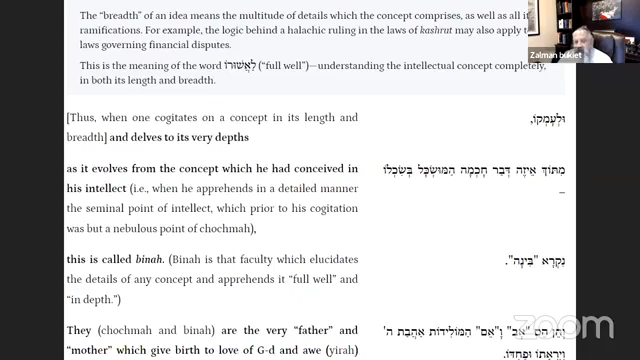 The “breadth” of an idea means the multitude of details which the concept comprises, as well as all
ramifications. For example, the logic behind a halachic ruling in the laws of kashrut may also apply
laws governing financial disputes.
This is the meaning of the word לַאֲשׁוּרוֹ (“full well”)—understanding the intellectual concept completely,
in both its length and breadth.
Zalman bukiet
[Thus, when one cogitates on a concept in its length and
breadth] and delves to its very depths
וּלְעָמְקוֹ,
as it evolves from the concept which he had conceived in
his intellect (i.e., when he apprehends in a detailed manner
the seminal point of intellect, which prior to his cogitation
was but a nebulous point of chochmah),
מִתּוֹךְ אֵיזֶה דְּבַר חָכְמָה הַמּוּשְׂכָּל בְּשִׂכְלוֹ
–
this is called binah. (Binah is that faculty which elucidates
the details of any concept and apprehends it “full well” and
“in depth.”)
נִקְרָא "בִּינָה".
They (chochmah and binah) are the very “father” and
“mother” which give birth to love of G-d and awe (yirah)
וְהֵן הֵם "אָב" וָ"אֵם" הַמּוֹלִידוֹת אַהֲבַת ה'
וְיִרְאָתוֹ וּפַחְדּוֹ.
zoom